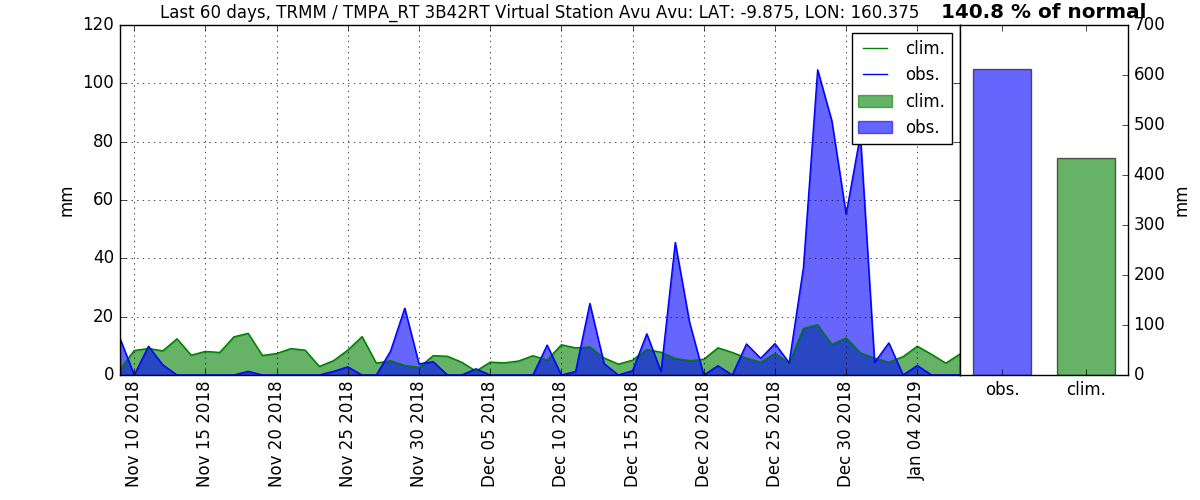 Last 60 days, TRMM / TMPA_RT 3B42RT Virtual Station Avu Avu: LAT: -9.875, LON: 160.375
140.8 % of normal
120
100
80
60
40
20
0
mm
clim.
obs.
clim.
obs.
Nov 10 2018
Nov 15 2018
Nov 20 2018
Nov 25 2018
Nov 30 2018
Dec 05 2018
Dec 10 2018
Dec 15 2018
Dec 20 2018
Dec 25 2018
Dec 30 2018
Jan 04 2019
700
600
500
400
300
200
100
0
mm
obs.
clim.